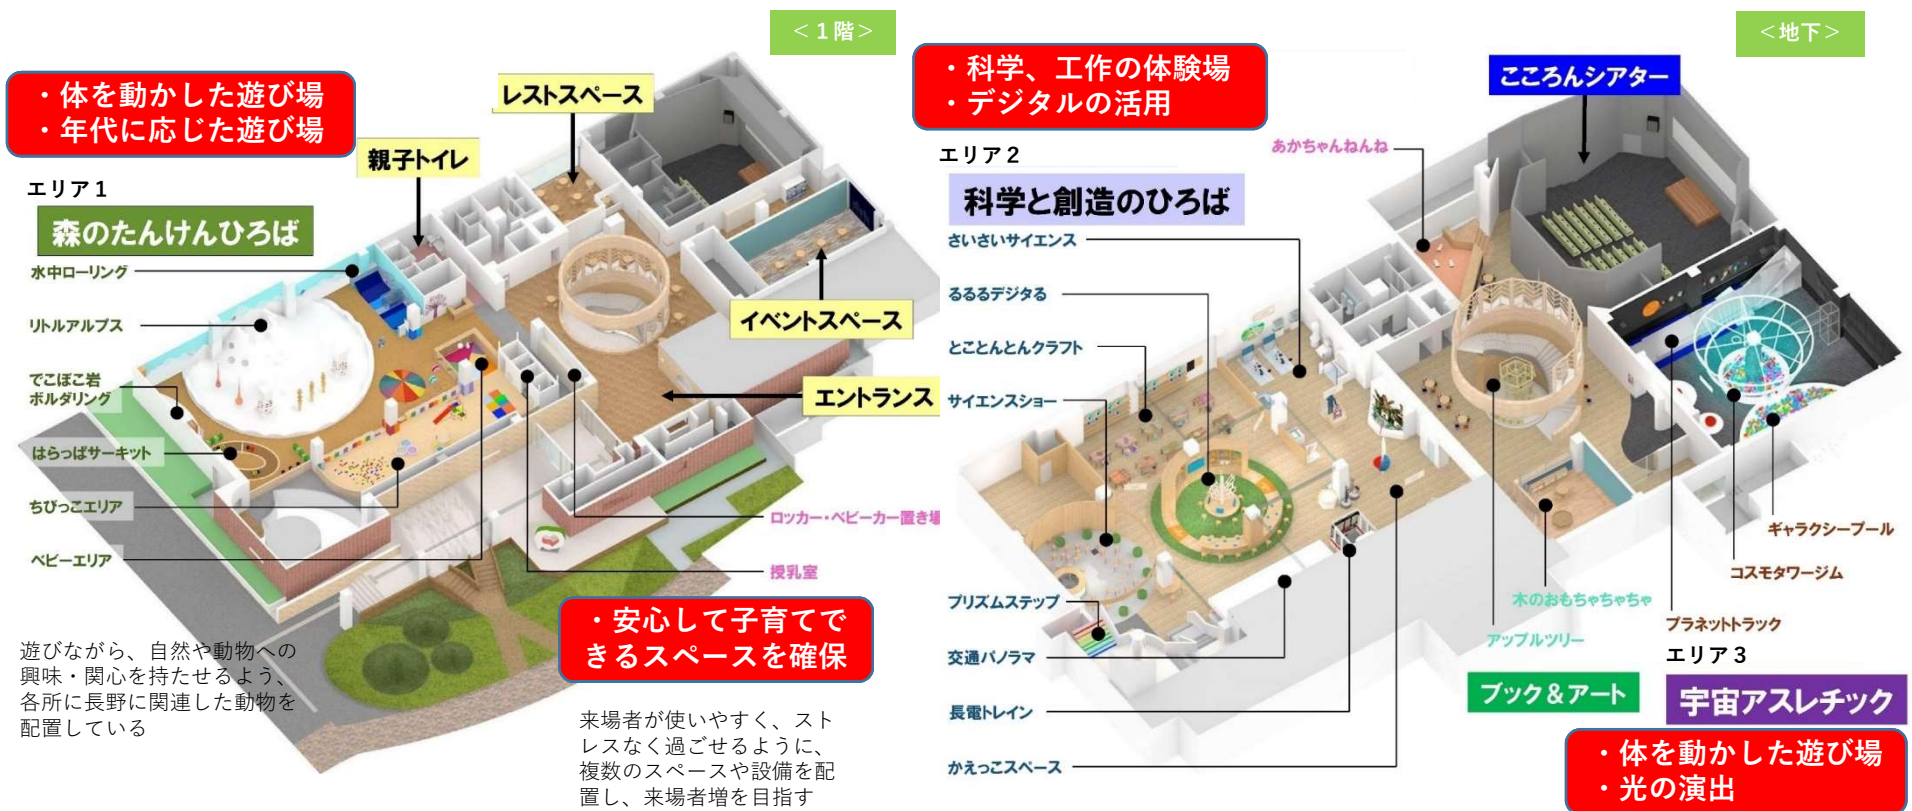 ＜１階＞
・体を動かした遊び場
・年代に応じた遊び場
レストスペース
親子トイレ
エリア１
森のたんけんひろば
水中ローリング
リトルアルプス
でこぼこ岩
ボルダリング
はらっぱサーキット
ちびっこエリア
ベビーエリア
イベントスペース
エントランス
ロッカー・ベビーカー置き場
授乳室
・安心して子育てで
きるスペースを確保
遊びながら、自然や動物への
興味・関心を持たせるよう、
各所に長野に関連した動物を
配置している
来場者が使いやすく、スト
レスなく過ごせるように、
複数のスペースや設備を配
置し、来場者増を目指す
＜地下＞
・科学、工作の体験場
・デジタルの活用
こころんシアター
エリア２
あかちゃんねんね
科学と創造のひろば
さいさいサイエンス
るるるデジタる
とことんとんクラフト
サイエンスショー
プリズムステップ
交通パノラマ
長電トレイン
かえっこスペース
ギャラクシープール
コスモタワージム
木のおもちゃちゃちゃ
プラネットトラック
アップルツリー
エリア３
ブック＆アート
宇宙アスレチック
・体を動かした遊び場
・光の演出